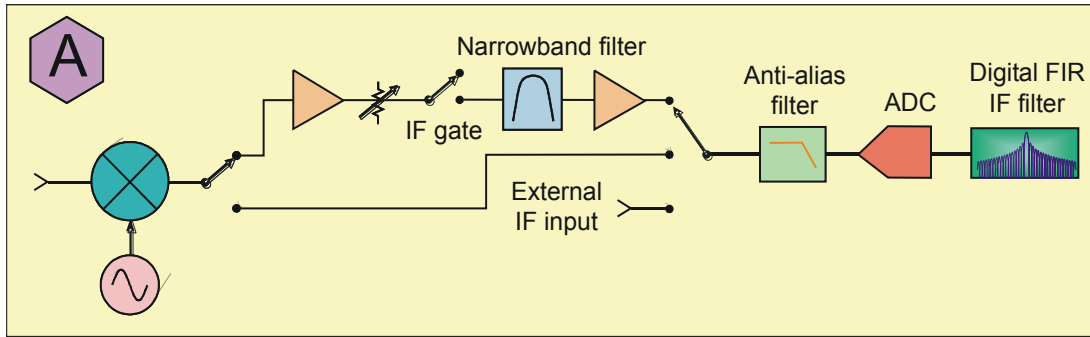 A
Narrowband filter
IF gate
Anti-alias
filter
ADC
Digital FIR
IF filter
External
IF input